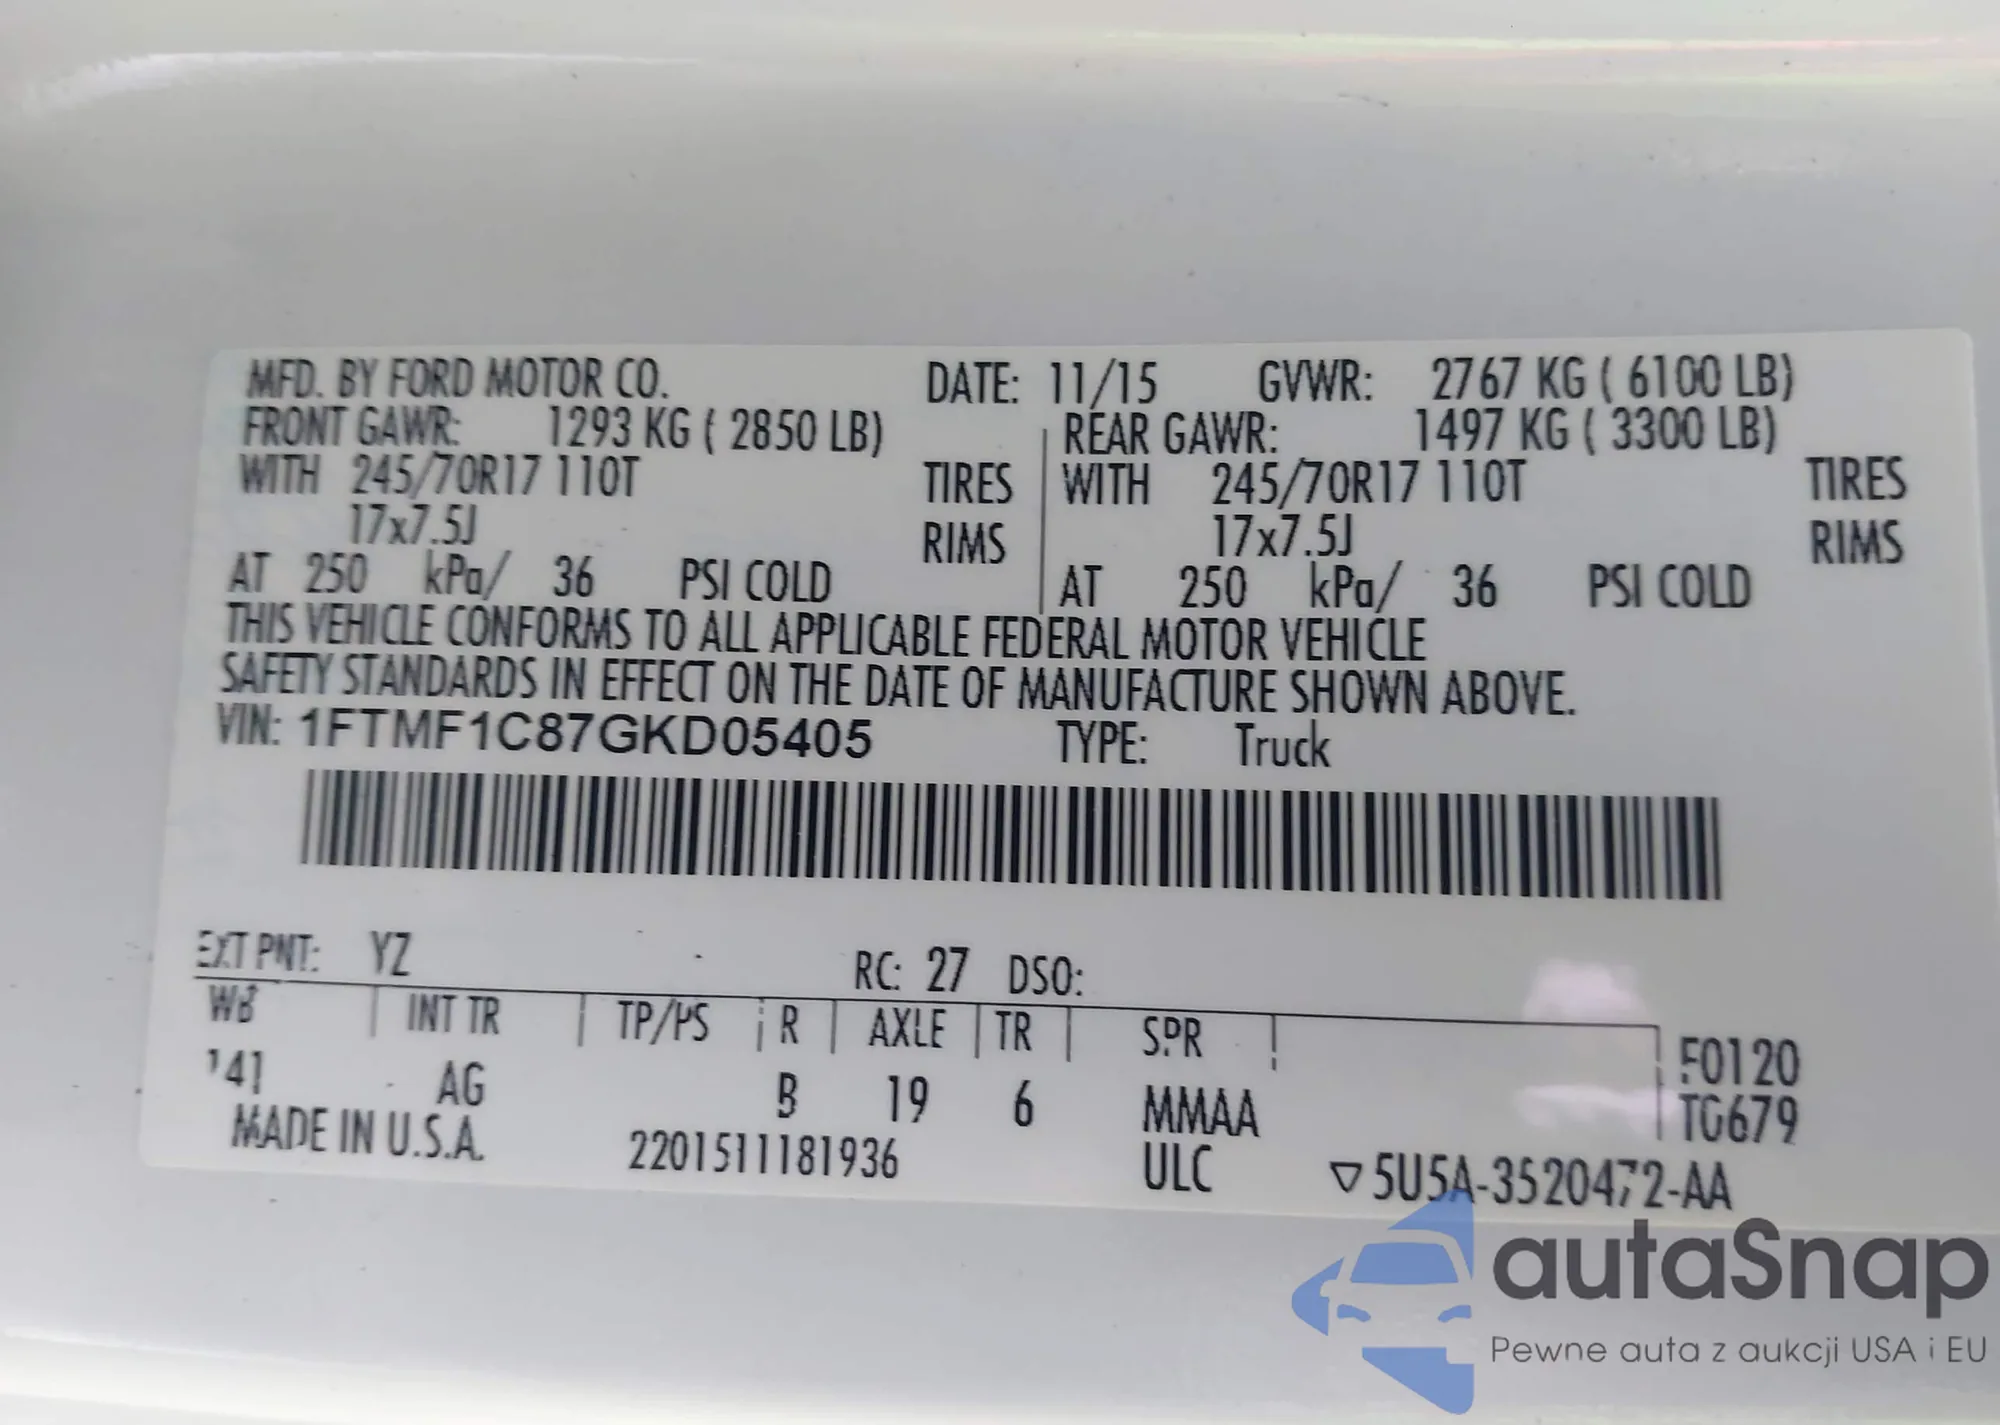 MFD. BY FORD MOTOR CO. DATE: 11/15 GVWR: 2767 KG ( 6100 LB)
FRONT GAWR: 1293 KG ( 2850 LB) REAR GAWR: 1497 KG ( 3300 LB)
WITH 245/70R17 110T TIRES WITH 245/70R17 110T TIRES
17x7.5J RIMS 17x7.5J RIMS
AT 250 kPa/ 36 PSI COLD AT 250 kPa/ 36 PSI COLD
THIS VEHICLE CONFORMS TO ALL APPLICABLE FEDERAL MOTOR VEHICLE
SAFETY STANDARDS IN EFFECT ON THE DATE OF MANUFACTURE SHOWN ABOVE.
VIN: 1FTMF1C87GKD05405 TYPE: Truck
EXT PNT: YZ RC: 27 DSO:
WB INT TR TP/PS R AXLE TR SPR F0120
141 AG B 19 6 MMAA TG679
MADE IN U.S.A. 2201511181936 ULC ▽5U5A-3520472-AA
autaSnap
Pewne auta z aukcji USA i EU